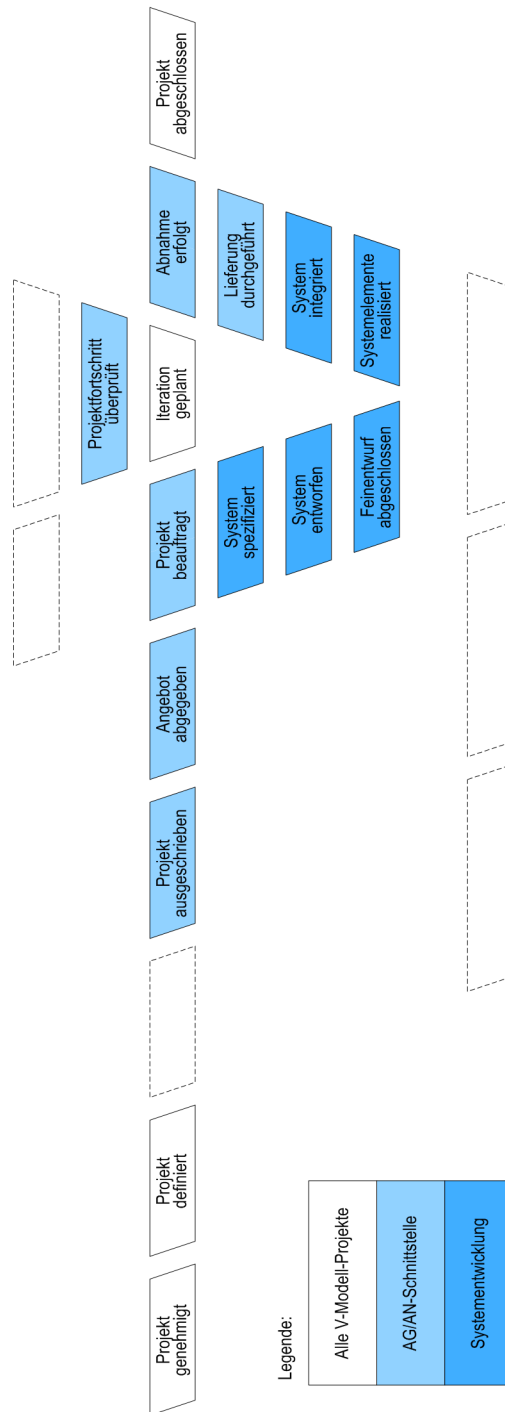 Projektfortschritt
überprüft
Projekt
genehmigt
Projekt
definiert
Projekt
ausgeschrieben
Angebot
abgegeben
Projekt
beauftragt
Iteration
geplant
Abnahme
erfolgt
Projekt
abgeschlossen
System
spezifiziert
Lieferung
durchgeführt
System
entworfen
System
integriert
Feinentwurf
abgeschlossen
Systemelemente
realisiert
Legende:
Alle V-Modell-Projekte
AG/AN-Schnittstelle
Systementwicklung